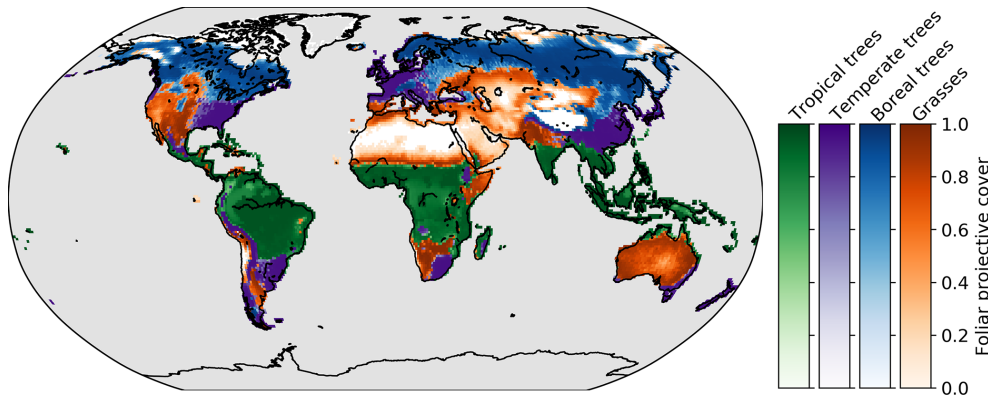 Tropical trees
Temperate trees
Boreal trees
Grasses
1.0
0.8
0.6
0.4
0.2
0.0
Foliar projective cover